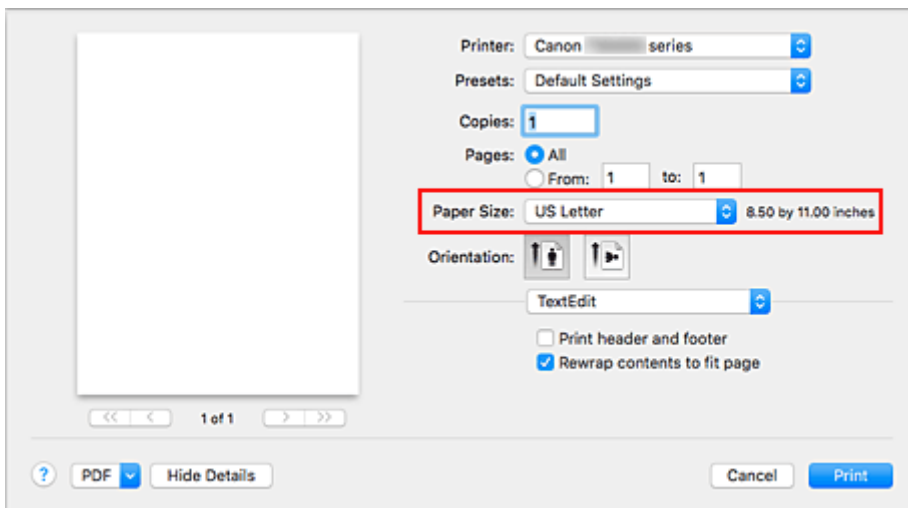 Printer: Canon series
Presets: Default Settings
Copies: 1
Pages: All
From: 1 to: 1
Paper Size: US Letter 8.50 by 11.00 inches
Orientation:
TextEdit
Print header and footer
Rewrap contents to fit page
<< < 1 of 1 > >>
? PDF Hide Details Cancel Print